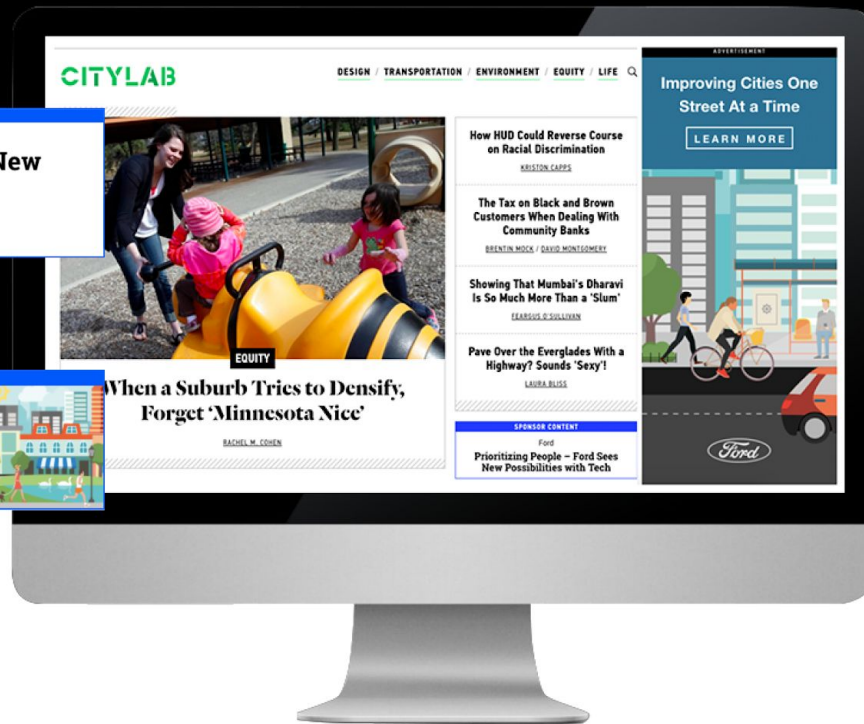 ADVERTISEMENT
CITYLAB
DESIGN / TRANSPORTATION / ENVIRONMENT / EQUITY / LIFE
Improving Cities One
Street At a Time
LEARN MORE
New
How HUD Could Reverse Course
on Racial Discrimination
KRISTON CAPPS
The Tax on Black and Brown
Customers When Dealing With
Community Banks
BRENTIN MOCK / DAVID MONTGOMERY
Showing That Mumbai's Dharavi
Is So Much More Than a 'Slum'
FEARGUS O'SULLIVAN
Pave Over the Everglades With a
Highway? Sounds 'Sexy'!
LAURA BLISS
EQUITY
When a Suburb Tries to Densify,
Forget ‘Minnesota Nice’
RACHEL M. COHEN
SPONSOR CONTENT
Ford
Prioritizing People – Ford Sees
New Possibilities with Tech
Ford